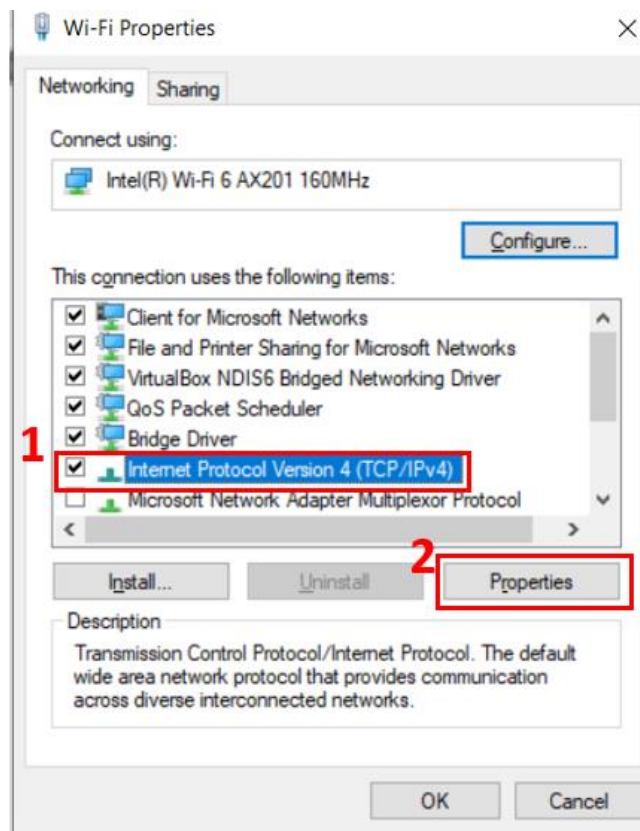 Wi-Fi Properties
Networking
Sharing
Connect using:
Intel(R) Wi-Fi 6 AX201 160MHz
Configure...
This connection uses the following items:
Client for Microsoft Networks
File and Printer Sharing for Microsoft Networks
VirtualBox NDIS6 Bridged Networking Driver
QoS Packet Scheduler
Bridge Driver
1
Internet Protocol Version 4 (TCP/IPv4)
Microsoft Network Adapter Multiplexor Protocol
2
Install...
Uninstall
Properties
Description
Transmission Control Protocol/Internet Protocol. The default
wide area network protocol that provides communication
across diverse interconnected networks.
OK
Cancel